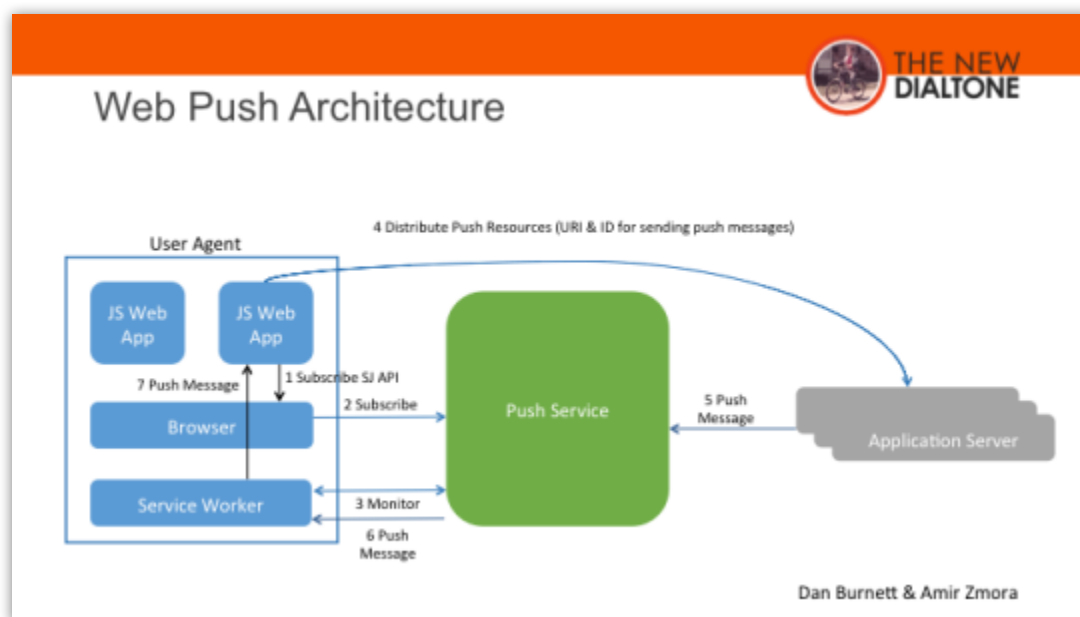 THE NEW
DIALTONE
Web Push Architecture
4 Distribute Push Resources (URI & ID for sending push messages)
User Agent
JS Web
App
JS Web
App
7 Push Message
1 Subscribe SJ API
2 Subscribe
Browser
Push Service
5 Push
Message
Application Server
Service Worker
3 Monitor
6 Push
Message
Dan Burnett & Amir Zmora